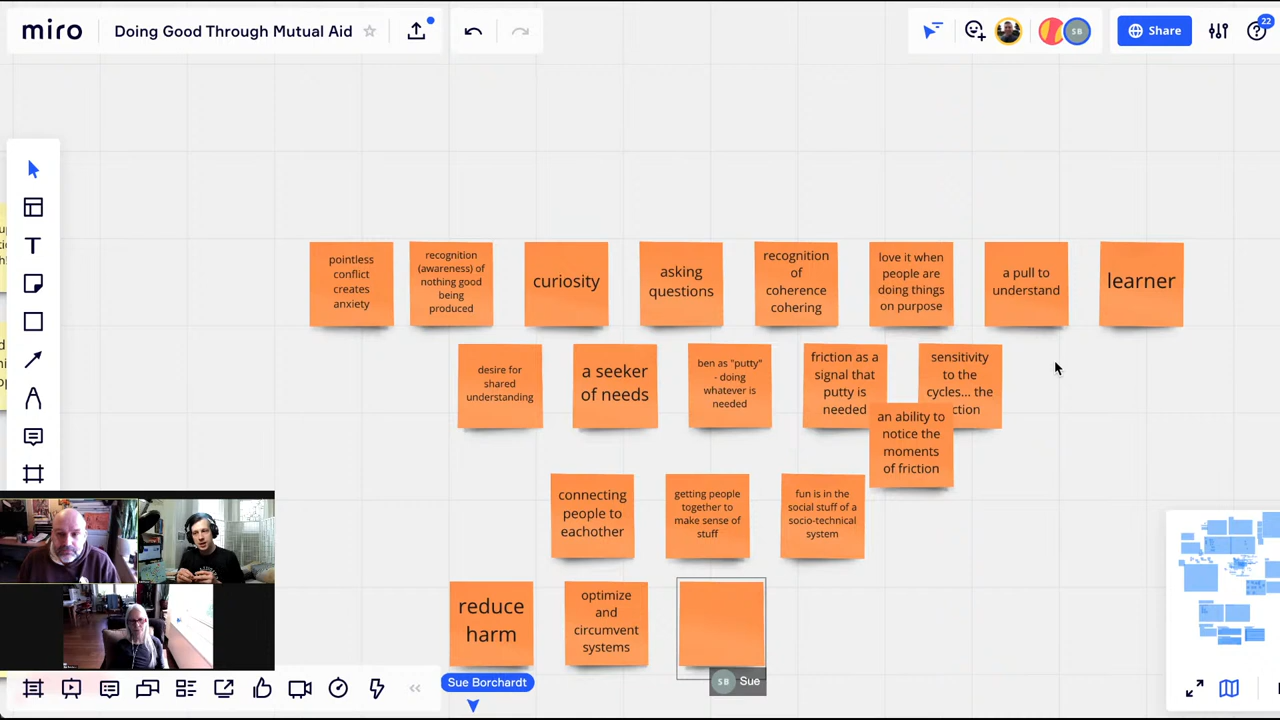 miro
Doing Good Through Mutual Aid
SB
Share
22
pointless
conflict
creates
anxiety
recognition
(awareness) of
nothing good
being
produced
curiosity
asking
questions
recognition
of
coherence
cohering
love it when
people are
doing things
on purpose
a pull to
understand
learner
desire for
shared
understanding
a seeker
of needs
ben as "putty"
- doing
whatever is
needed
friction as a
signal that
putty is
needed
sensitivity
to the
cycles... the
an ability to
notice the
moments
of friction
connecting
people to
eachother
getting people
together to
make sense of
stuff
fun is in the
social stuff of a
socio-technical
system
reduce
harm
optimize
and
circumvent
systems
SB Sue
Sue Borchardt